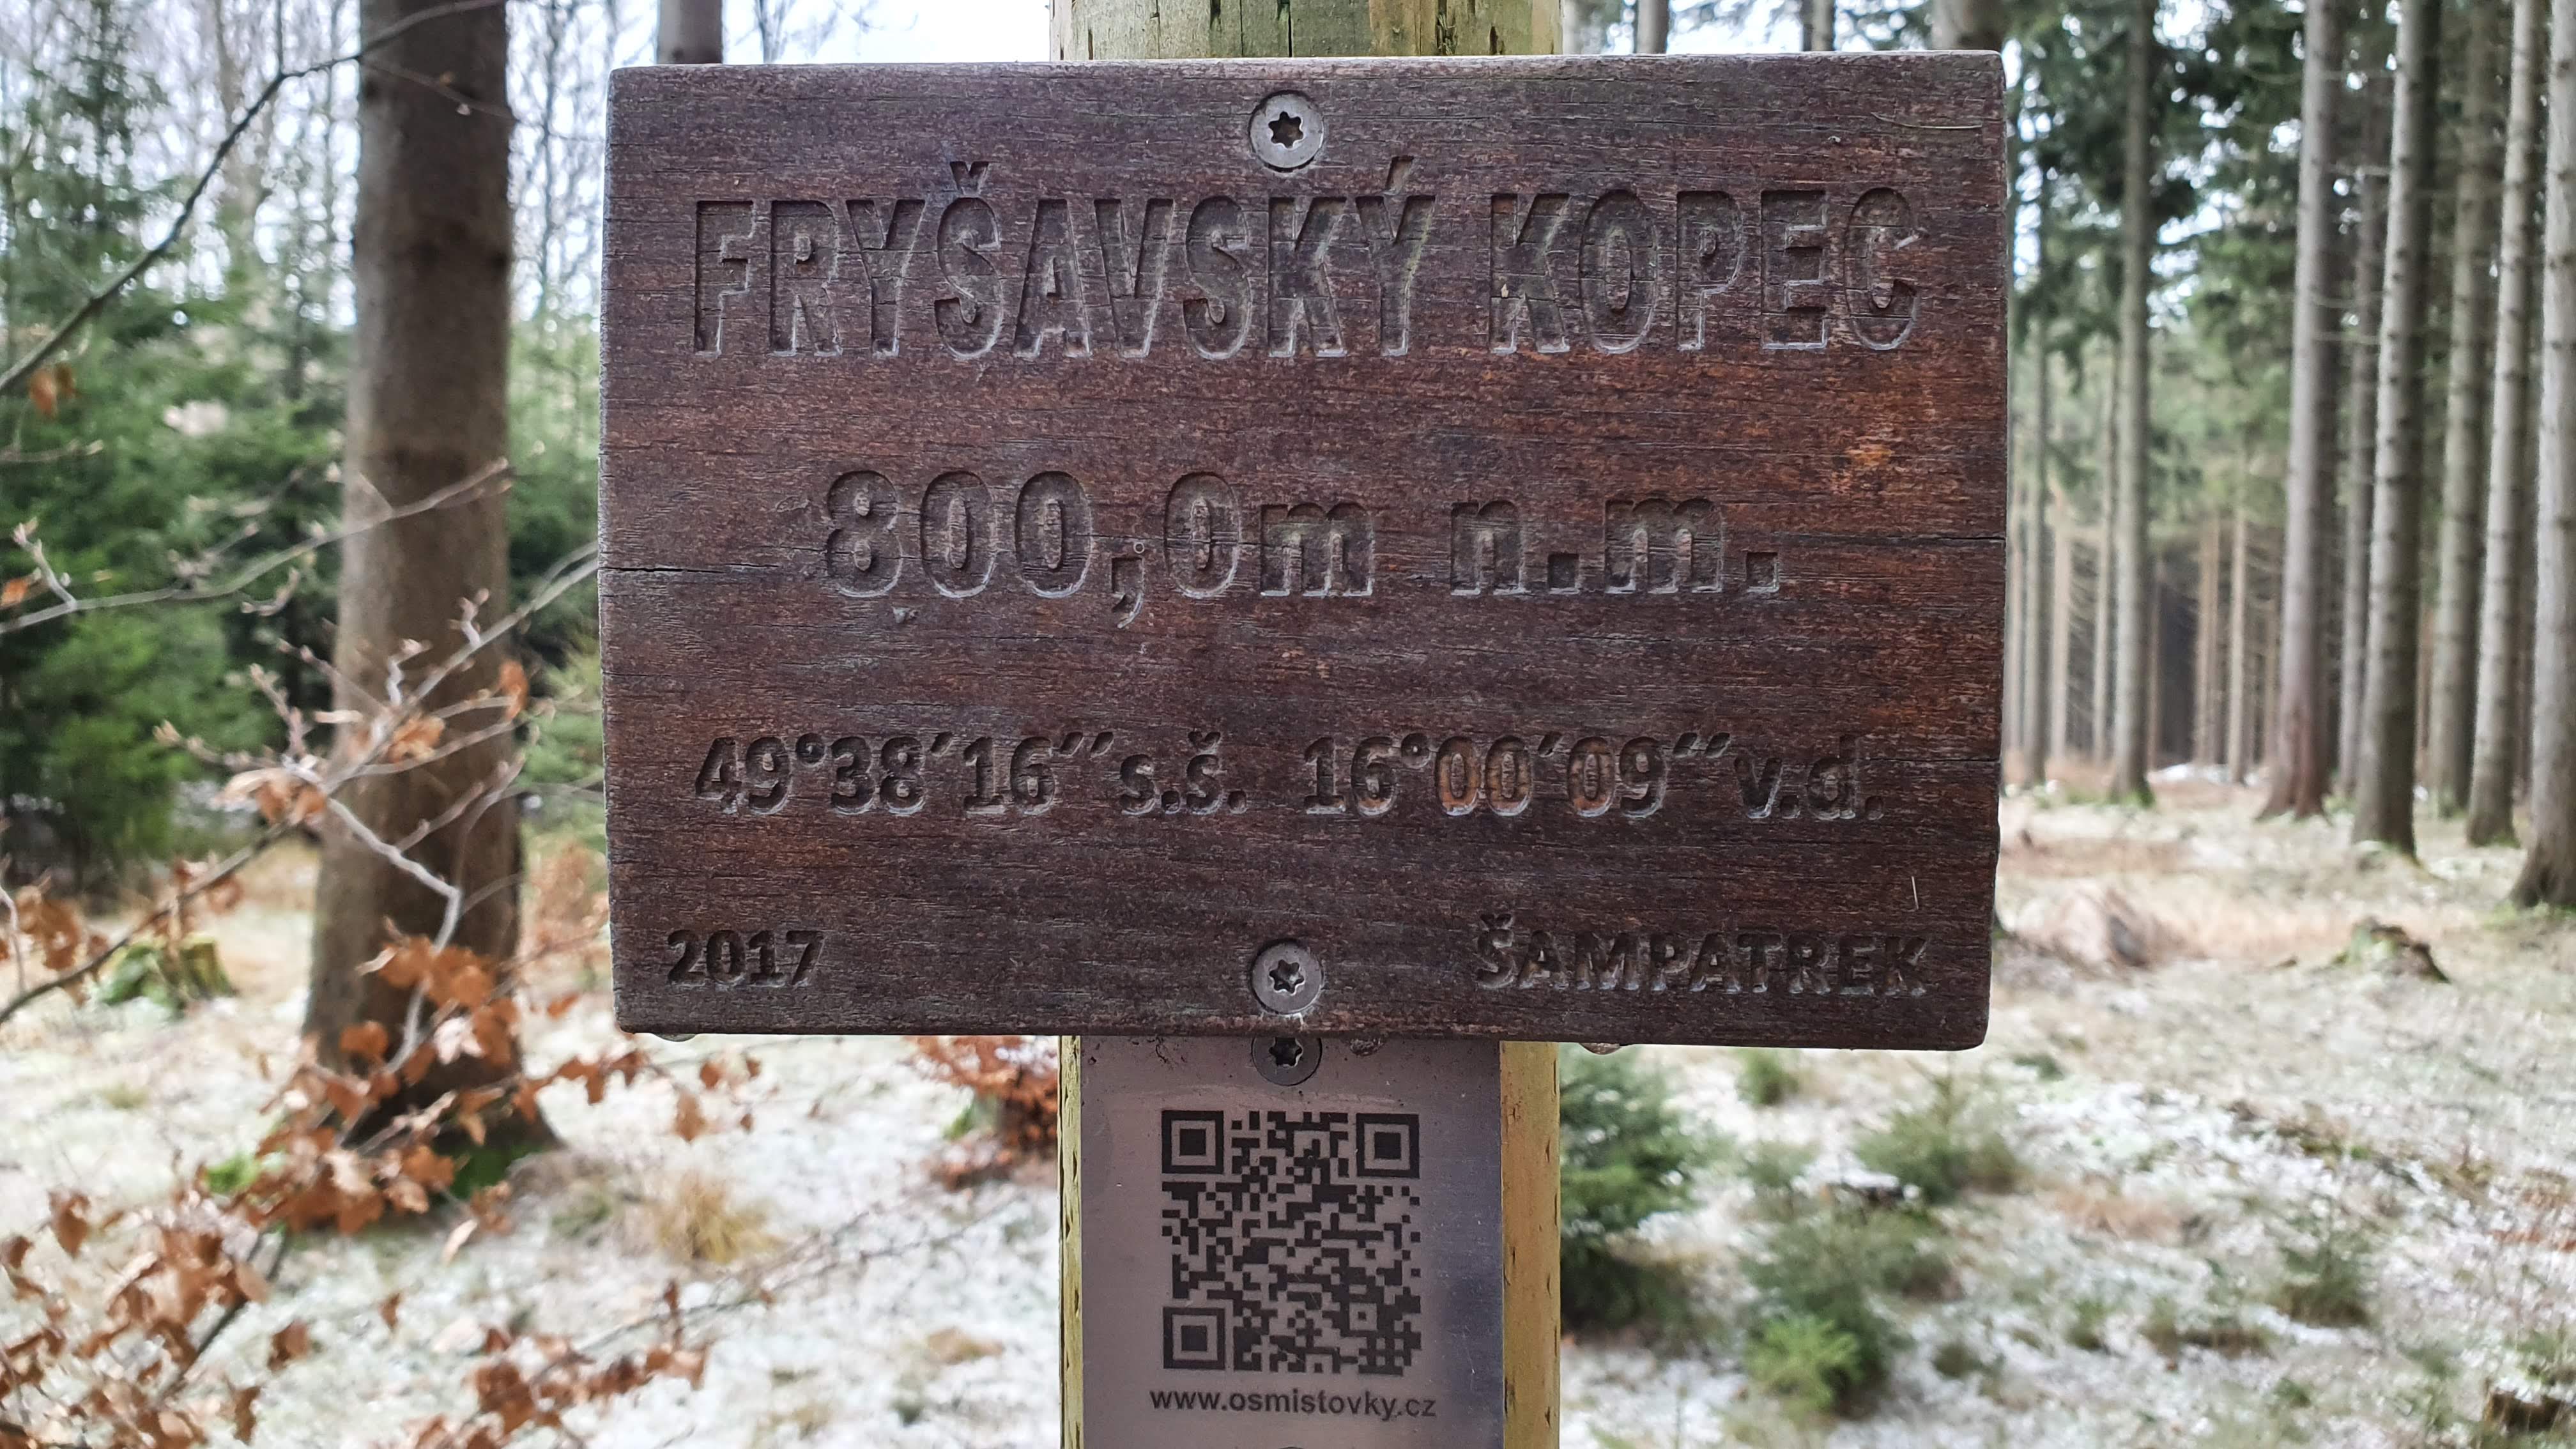 FRYŠAVSKÝ KOPEC
800,0m n.m.
49°38´16´´s.š. 16°00´09´´v.d.
2017 ŠAMPATREK
www.osmistovky.cz